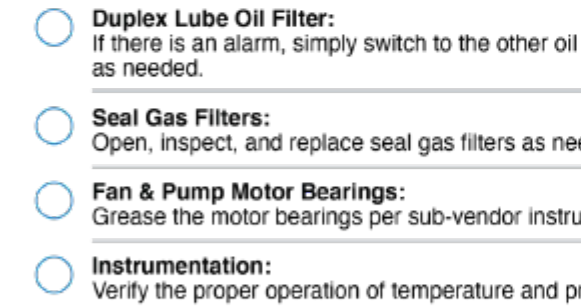 Duplex Lube Oil Filter:
If there is an alarm, simply switch to the other oil
as needed.
Seal Gas Filters:
Open, inspect, and replace seal gas filters as
Fan & Pump Motor Bearings:
Grease the motor bearings per sub-vendor
Instrumentation:
Verify the proper operation of temperature and